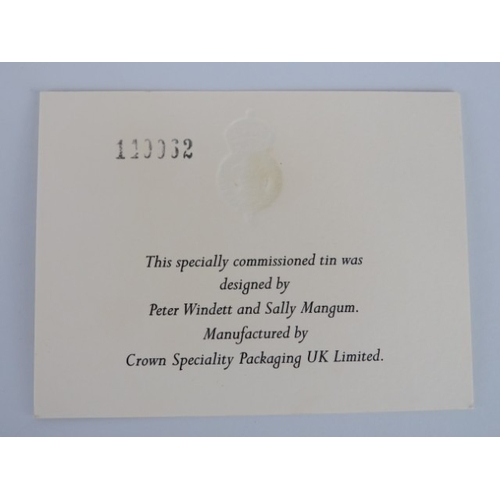 110062
This specially commissioned tin was
designed by
Peter Windett and Sally Mangum.
Manufactured by
Crown Speciality Packaging UK Limited.